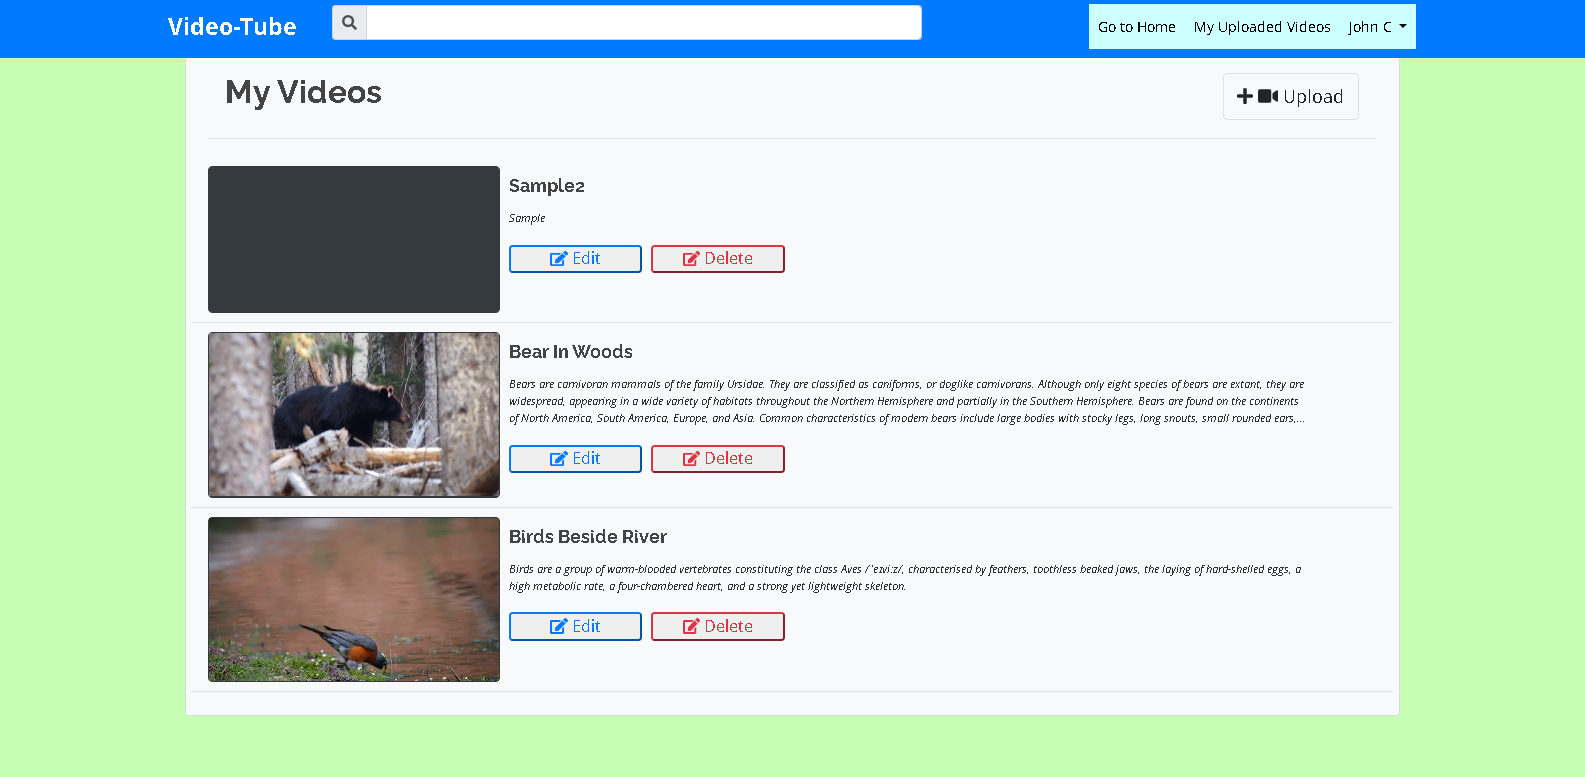 Video-Tube
Go to Home My Uploaded Videos John C
My Videos
Upload
Sample2
Sample
Edit Delete
Bear In Woods
Bears are carnivoran mammals of the family Ursidae. They are classified as caniforms, or doglike carnivorans. Although only eight species of bears are extant, they are
widespread, appearing in a wide variety of habitats throughout the Northern Hemisphere and partially in the Southern Hemisphere. Bears are found on the continents
of North America, South America, Europe, and Asia. Common characteristics of modern bears include large bodies with stocky legs, long snouts, small rounded ears,...
Edit Delete
Birds Beside River
Birds are a group of warm-blooded vertebrates constituting the class Aves /ˈeɪviːz/, characterised by feathers, toothless beaked jaws, the laying of hard-shelled eggs, a
high metabolic rate, a four-chambered heart, and a strong yet lightweight skeleton.
Edit Delete